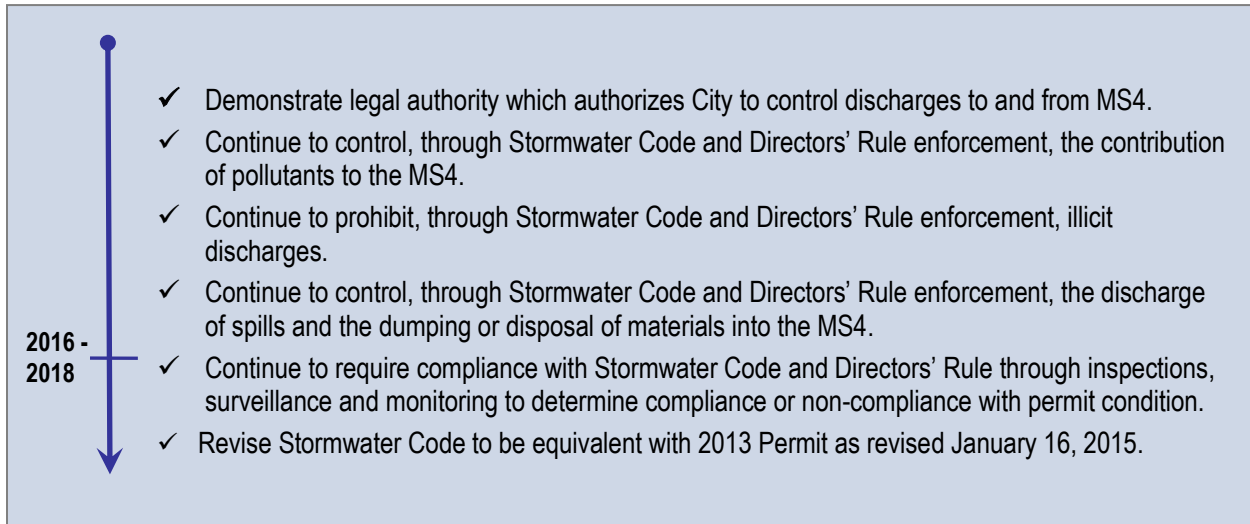 ✓ Demonstrate legal authority which authorizes City to control discharges to and from MS4.
✓ Continue to control, through Stormwater Code and Directors’ Rule enforcement, the contribution
of pollutants to the MS4.
✓ Continue to prohibit, through Stormwater Code and Directors’ Rule enforcement, illicit
discharges.
✓ Continue to control, through Stormwater Code and Directors’ Rule enforcement, the discharge
of spills and the dumping or disposal of materials into the MS4.
2016 -
2018
✓ Continue to require compliance with Stormwater Code and Directors’ Rule through inspections,
surveillance and monitoring to determine compliance or non-compliance with permit condition.
✓ Revise Stormwater Code to be equivalent with 2013 Permit as revised January 16, 2015.